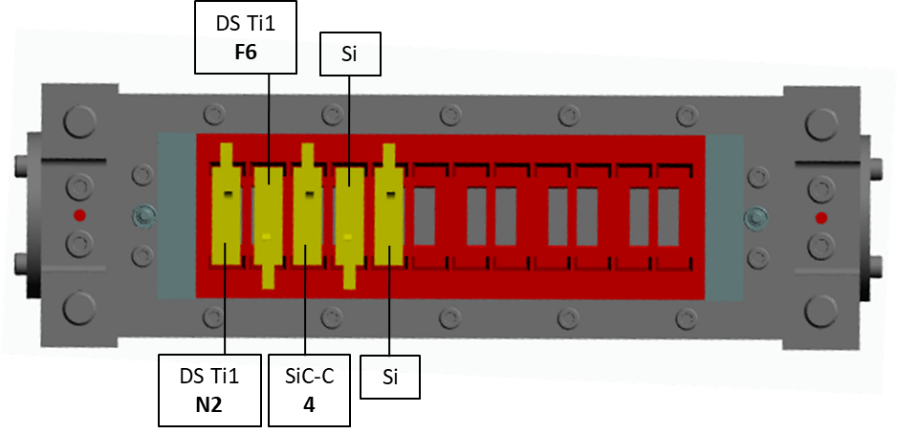 DS Ti1
F6
Si
DS Ti1
N2
SiC-C
4
Si